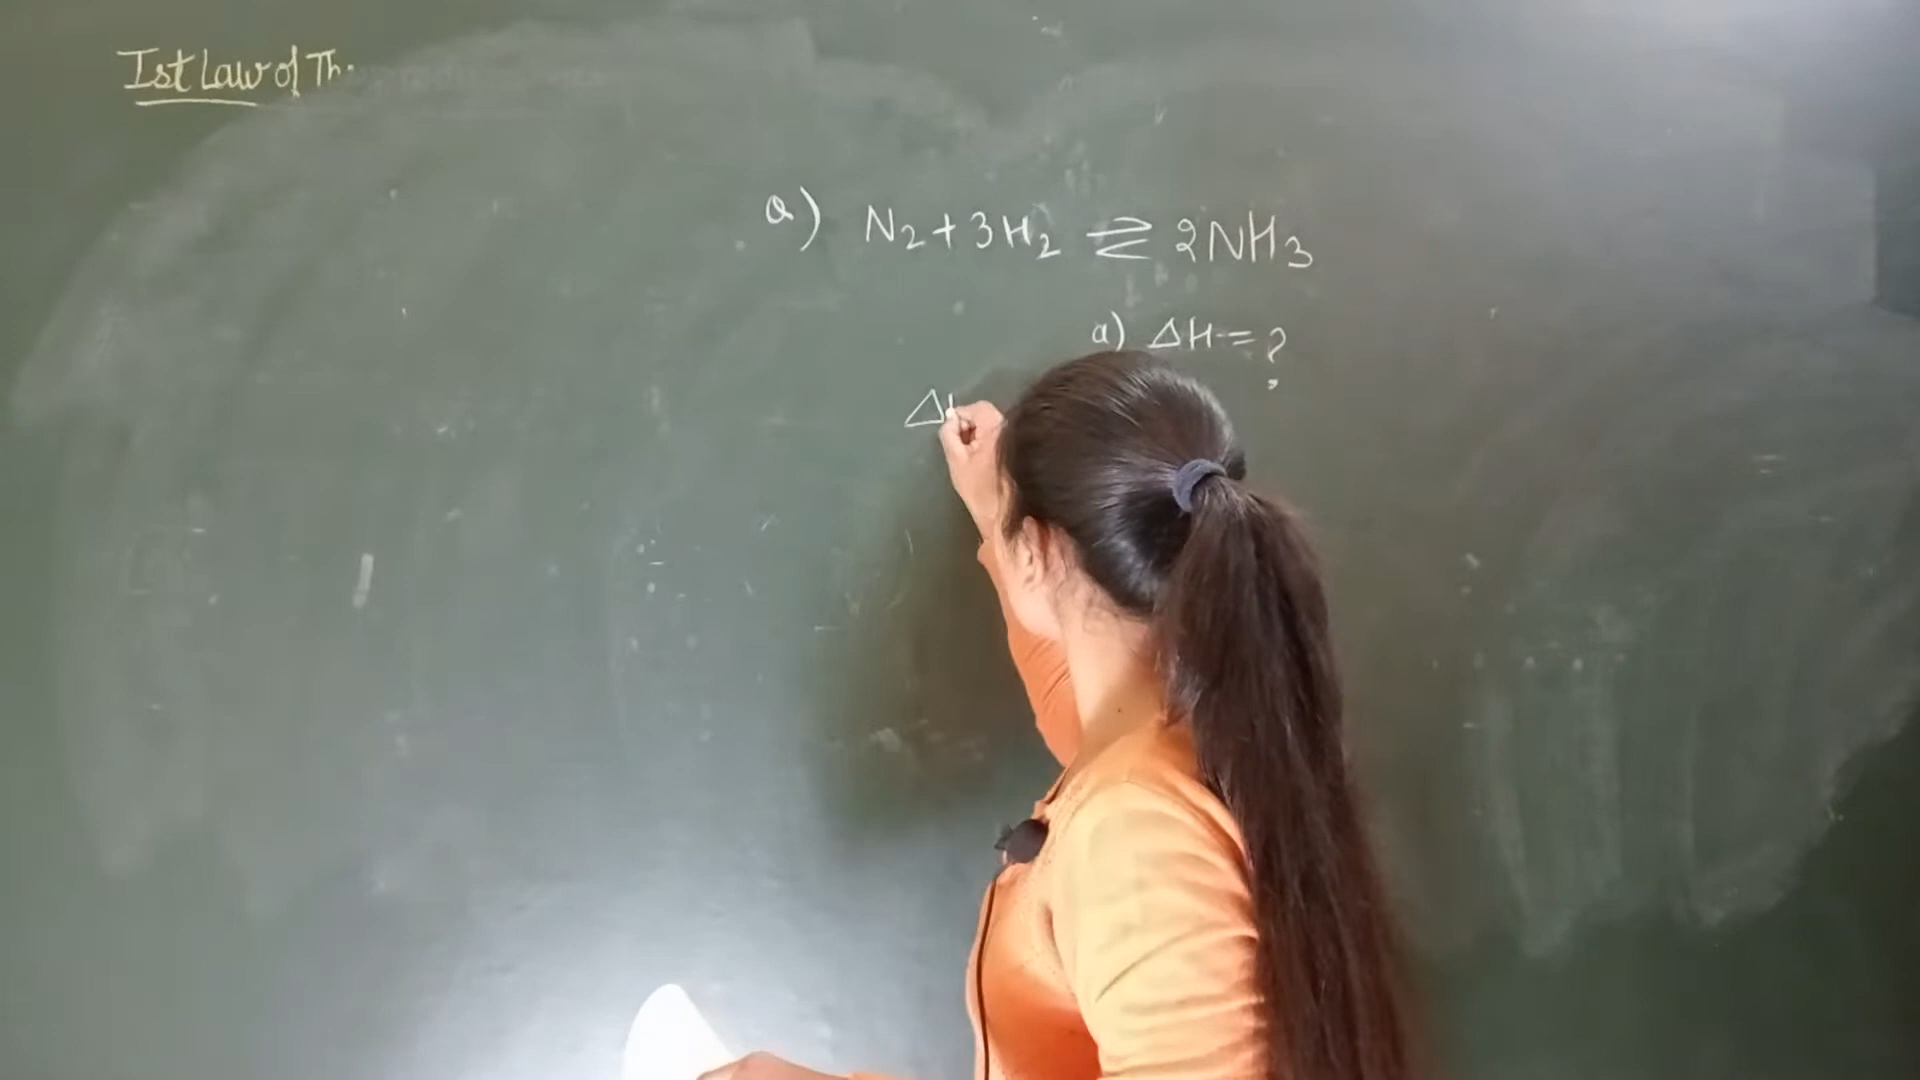 Ist Law of Th.
Q) N₂ + 3H₂ ⇌ 2NH₃
a) ΔH = ?
Δ